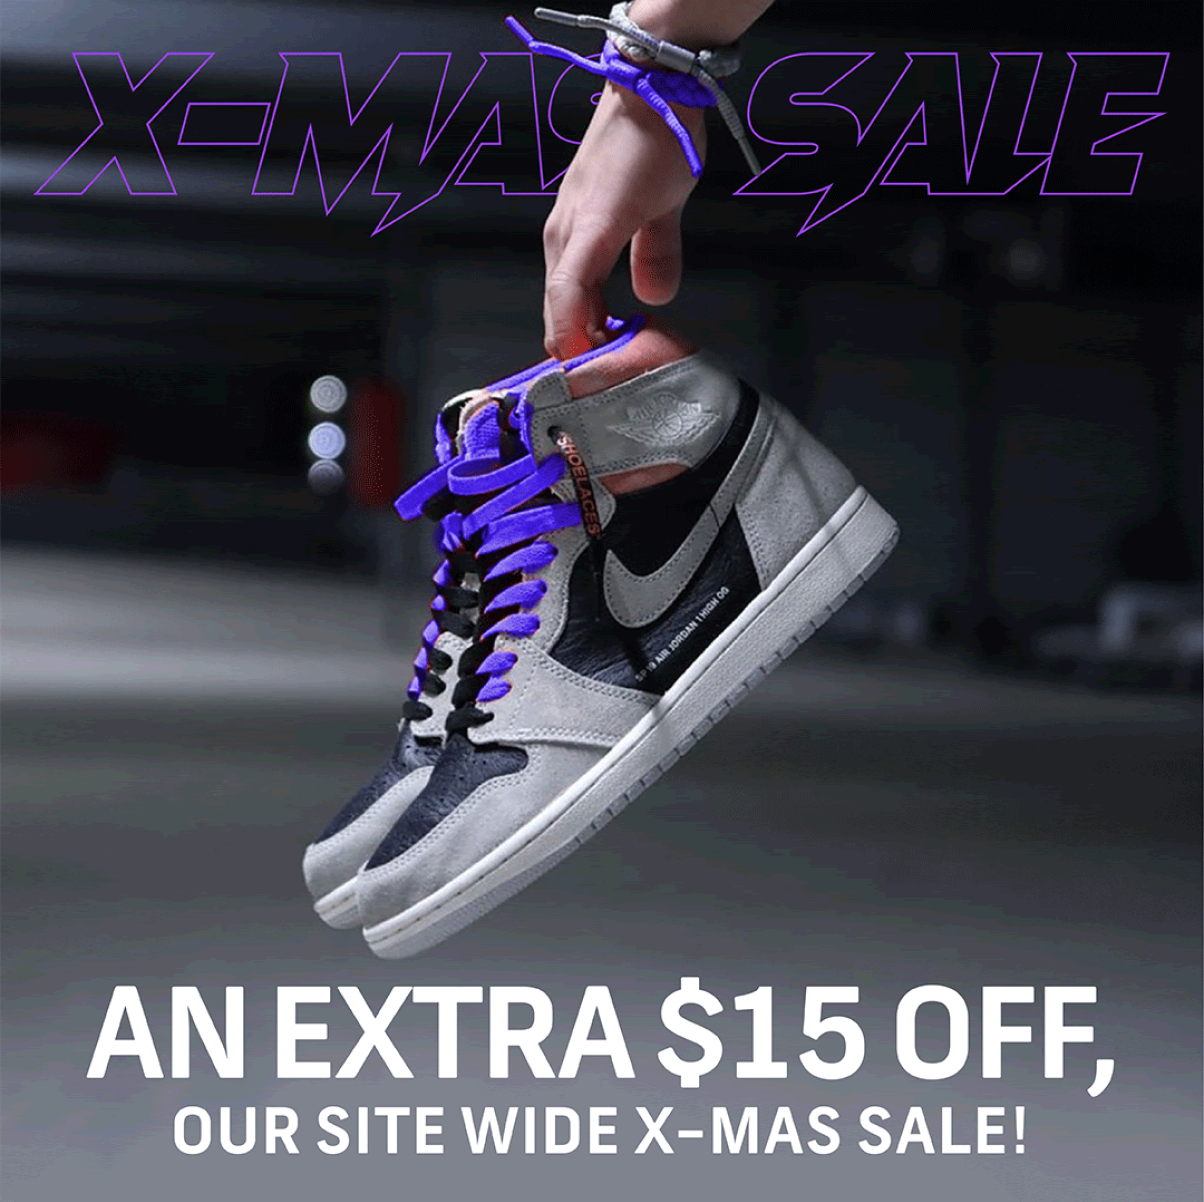 X-MAS SALE
SHOELACES"
AIR JORDAN 1 HIGH OG
AN EXTRA $15 OFF,
OUR SITE WIDE X-MAS SALE!